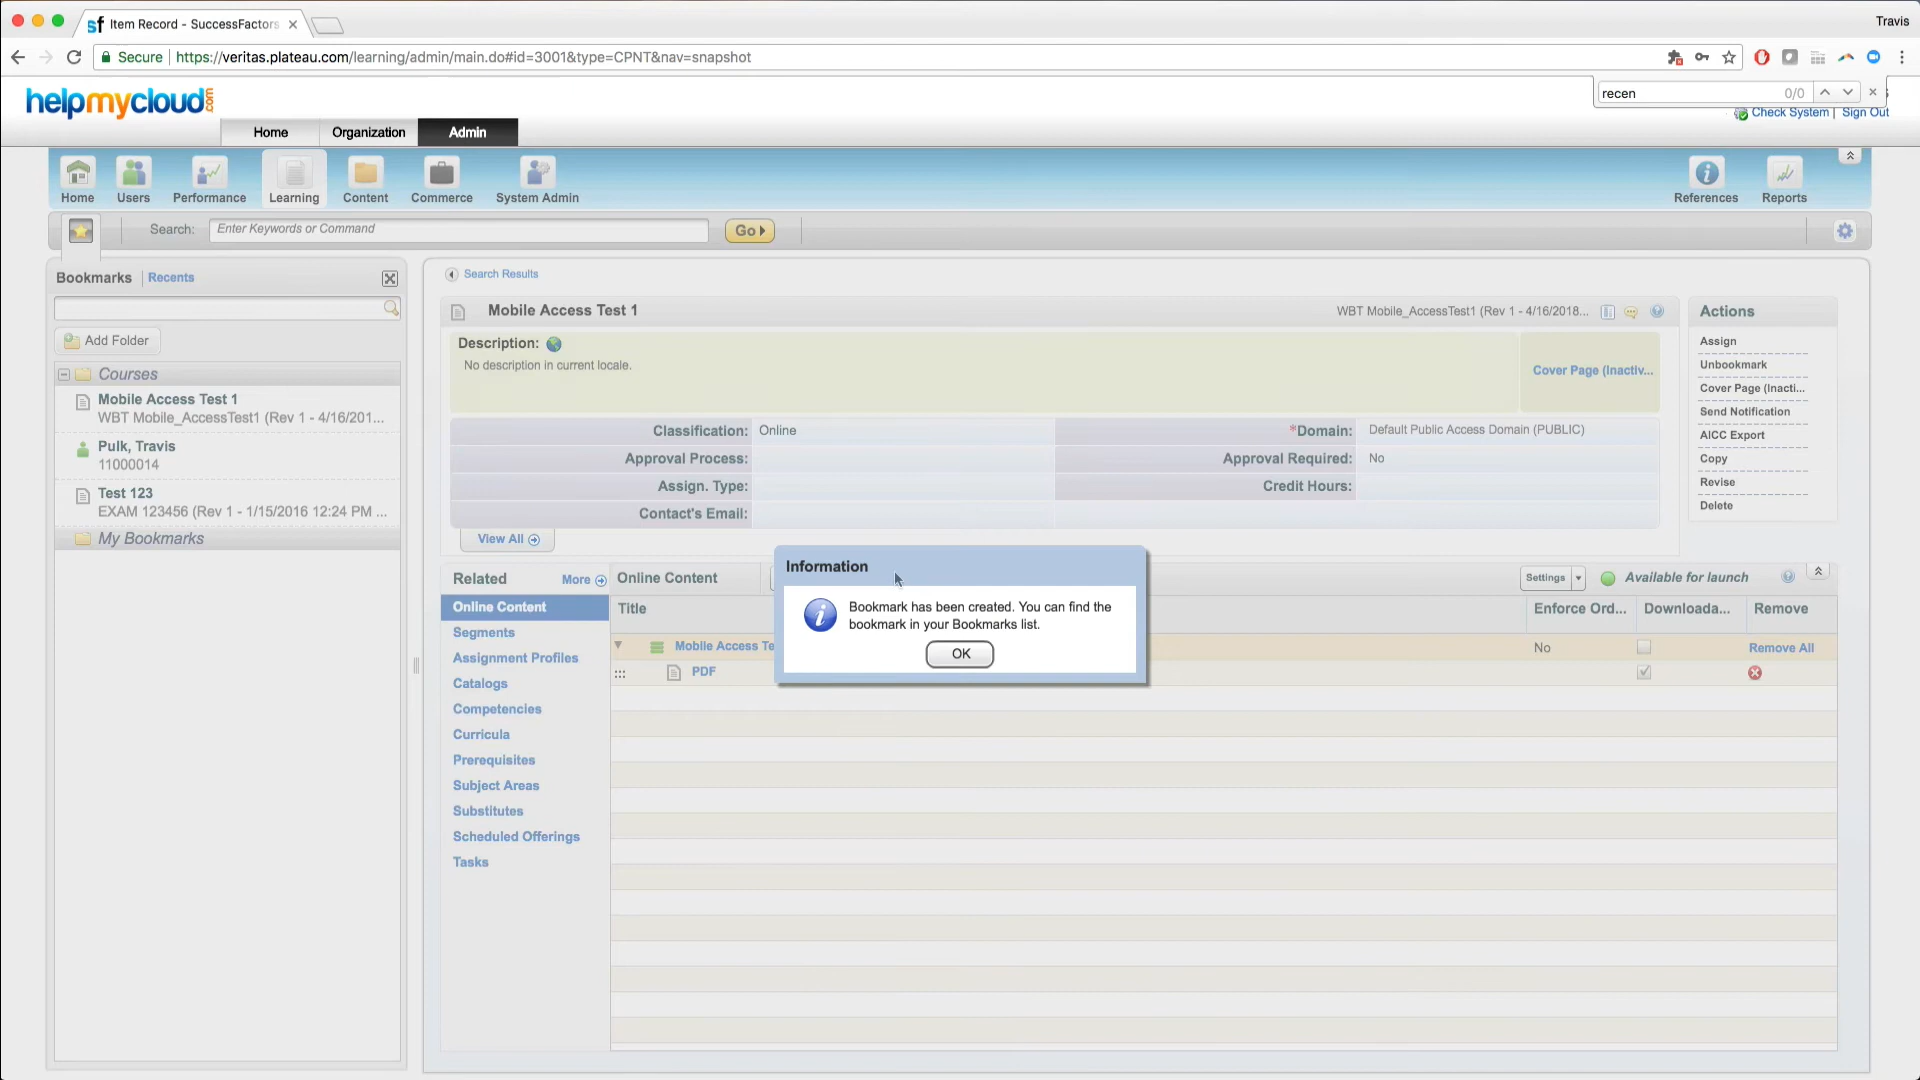 Item Record - SuccessFactors
Travis
Secure
https://veritas.plateau.com/learning/admin/main.do#id=3001&type=CPNT&nav=snapshot
recen 0/0
helpmycloud.com
Check System | Sign Out
Home Organization Admin
Home Users Performance Learning Content Commerce System Admin References Reports
Search: Enter Keywords or Command Go
Bookmarks Recents
Add Folder
Courses
Mobile Access Test 1
WBT Mobile_AccessTest1 (Rev 1 - 4/16/201...
Pulk, Travis
11000014
Test 123
EXAM 123456 (Rev 1 - 1/15/2016 12:24 PM ...
My Bookmarks
Search Results
Mobile Access Test 1
WBT Mobile_AccessTest1 (Rev 1 - 4/16/2018...
Description:
No description in current locale.
Cover Page (Inactiv...
Classification: Online
*Domain: Default Public Access Domain (PUBLIC)
Approval Process:
Approval Required: No
Assign. Type:
Credit Hours:
Contact's Email:
View All
Actions
Assign
Unbookmark
Cover Page (Inacti...
Send Notification
AICC Export
Copy
Revise
Delete
Related More
Online Content
Segments
Assignment Profiles
Catalogs
Competencies
Curricula
Prerequisites
Subject Areas
Substitutes
Scheduled Offerings
Tasks
Online Content
Settings
Available for launch
Title
Enforce Ord... Downloada... Remove
Mobile Access Te
No
Remove All
PDF
Information
Bookmark has been created. You can find the
bookmark in your Bookmarks list.
OK